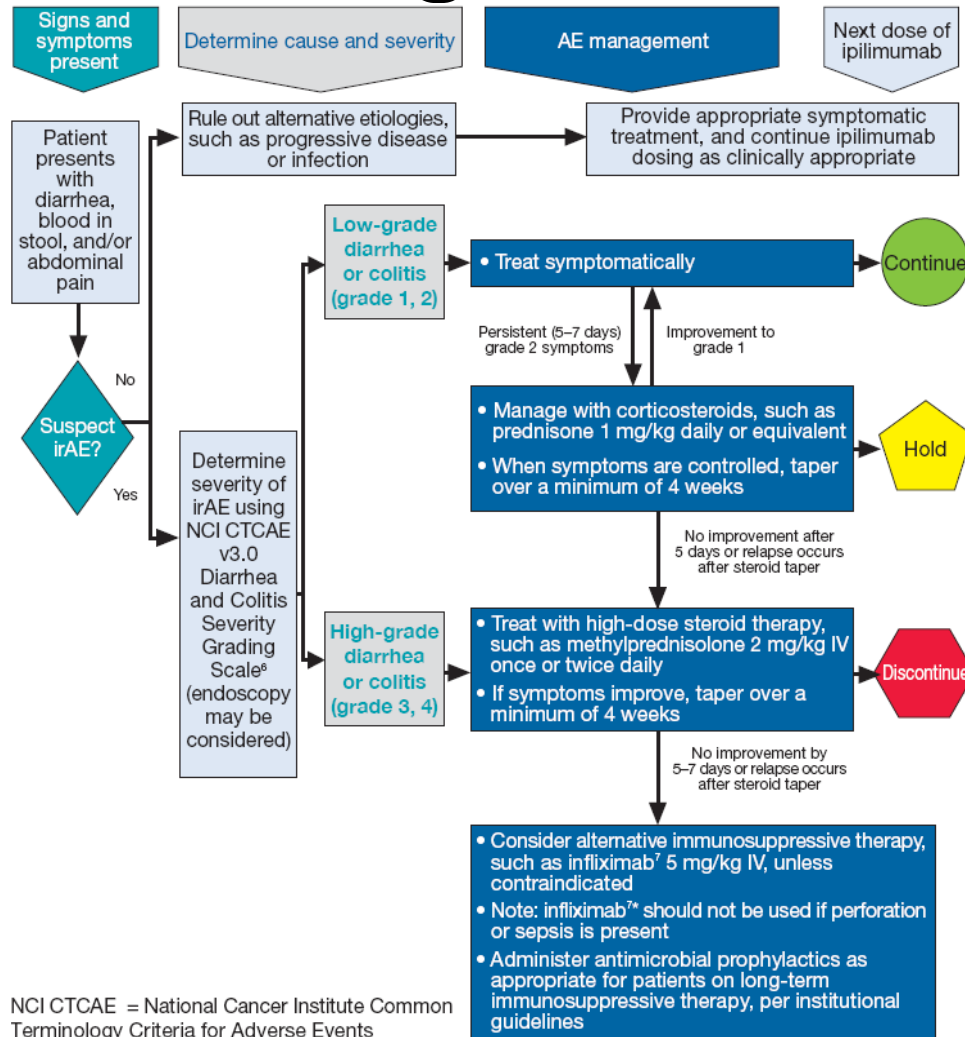 Signs and
symptoms
present
Determine cause and severity
AE management
Next dose of
ipilimumab
Patient
presents
with
diarrhea,
blood in
stool, and/or
abdominal
pain
Rule out alternative etiologies,
such as progressive disease
or infection
Provide appropriate symptomatic
treatment, and continue ipilimumab
dosing as clinically appropriate
Low-grade
diarrhea
or colitis
(grade 1, 2)
• Treat symptomatically
Continue
Persistent (5–7 days)
grade 2 symptoms
Improvement to
grade 1
No
Suspect
irAE?
Yes
Determine
severity of
irAE using
NCI CTCAE
v3.0
Diarrhea
and Colitis
Severity
Grading
Scale⁶
(endoscopy
may be
considered)
• Manage with corticosteroids, such as
prednisone 1 mg/kg daily or equivalent
• When symptoms are controlled, taper
over a minimum of 4 weeks
Hold
No improvement after
5 days or relapse occurs
after steroid taper
High-grade
diarrhea
or colitis
(grade 3, 4)
• Treat with high-dose steroid therapy,
such as methylprednisolone 2 mg/kg IV
once or twice daily
• If symptoms improve, taper over a
minimum of 4 weeks
Discontinue
No improvement by
5–7 days or relapse occurs
after steroid taper
• Consider alternative immunosuppressive therapy,
such as infliximab⁷ 5 mg/kg IV, unless
contraindicated
• Note: infliximab⁷* should not be used if perforation
or sepsis is present
• Administer antimicrobial prophylactics as
appropriate for patients on long-term
immunosuppressive therapy, per institutional
guidelines
NCI CTCAE = National Cancer Institute Common
Terminology Criteria for Adverse Events